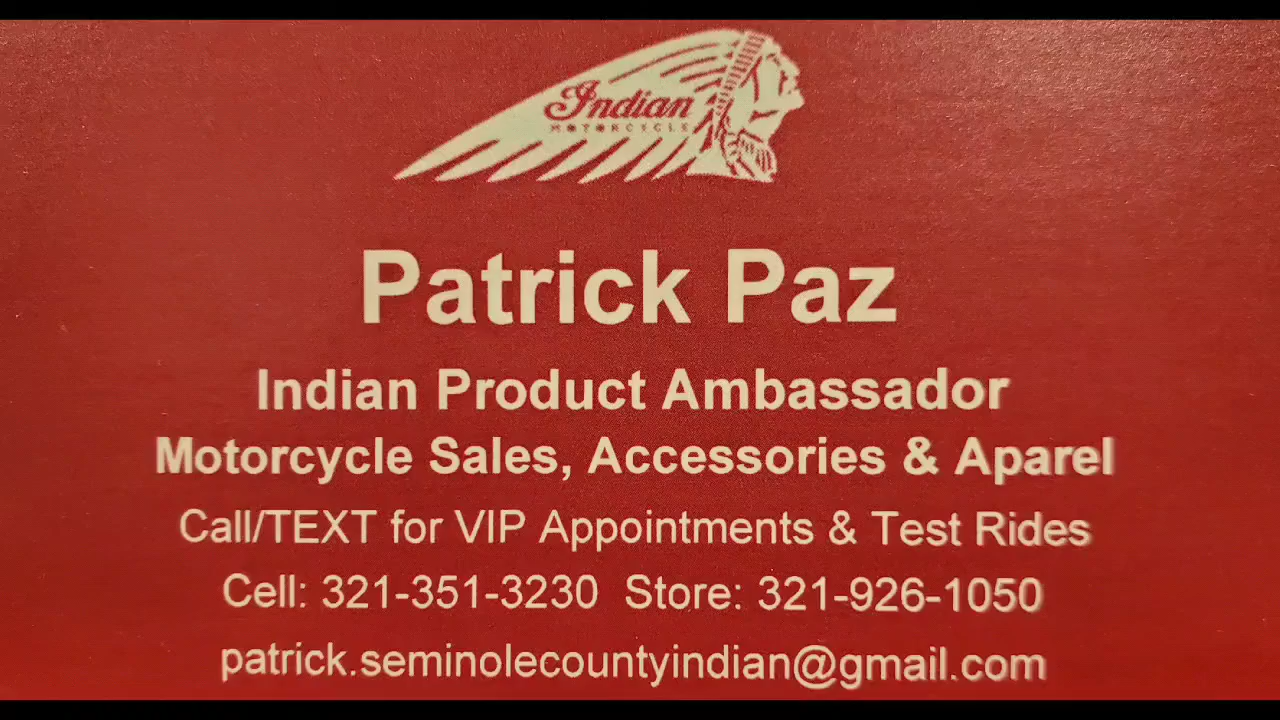 Indian
MOTORCYCLE
Patrick Paz
Indian Product Ambassador
Motorcycle Sales, Accessories & Aparel
Call/TEXT for VIP Appointments & Test Rides
Cell: 321-351-3230 Store: 321-926-1050
patrick.seminolecountyindian@gmail.com